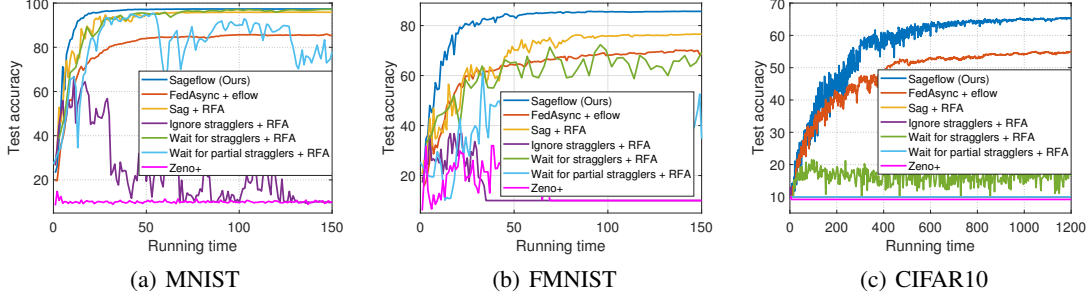 100
80
60
40
20
0
50
100
150
Test accuracy
Running time
Sageflow (Ours)
FedAsync + eflow
Sag + RFA
Ignore stragglers + RFA
Wait for stragglers + RFA
Wait for partial stragglers + RFA
Zeno+
(a) MNIST
80
60
40
20
0
50
100
150
Test accuracy
Running time
Sageflow (Ours)
FedAsync + eflow
Sag + RFA
Ignore stragglers + RFA
Wait for stragglers + RFA
Wait for partial stragglers + RFA
Zeno+
(b) FMNIST
70
60
50
40
30
20
10
0
200
400
600
800
1000
1200
Test accuracy
Running time
Sageflow (Ours)
FedAsync + eflow
Sag + RFA
Ignore stragglers + RFA
Wait for stragglers + RFA
Wait for partial stragglers + RFA
Zeno+
(c) CIFAR10